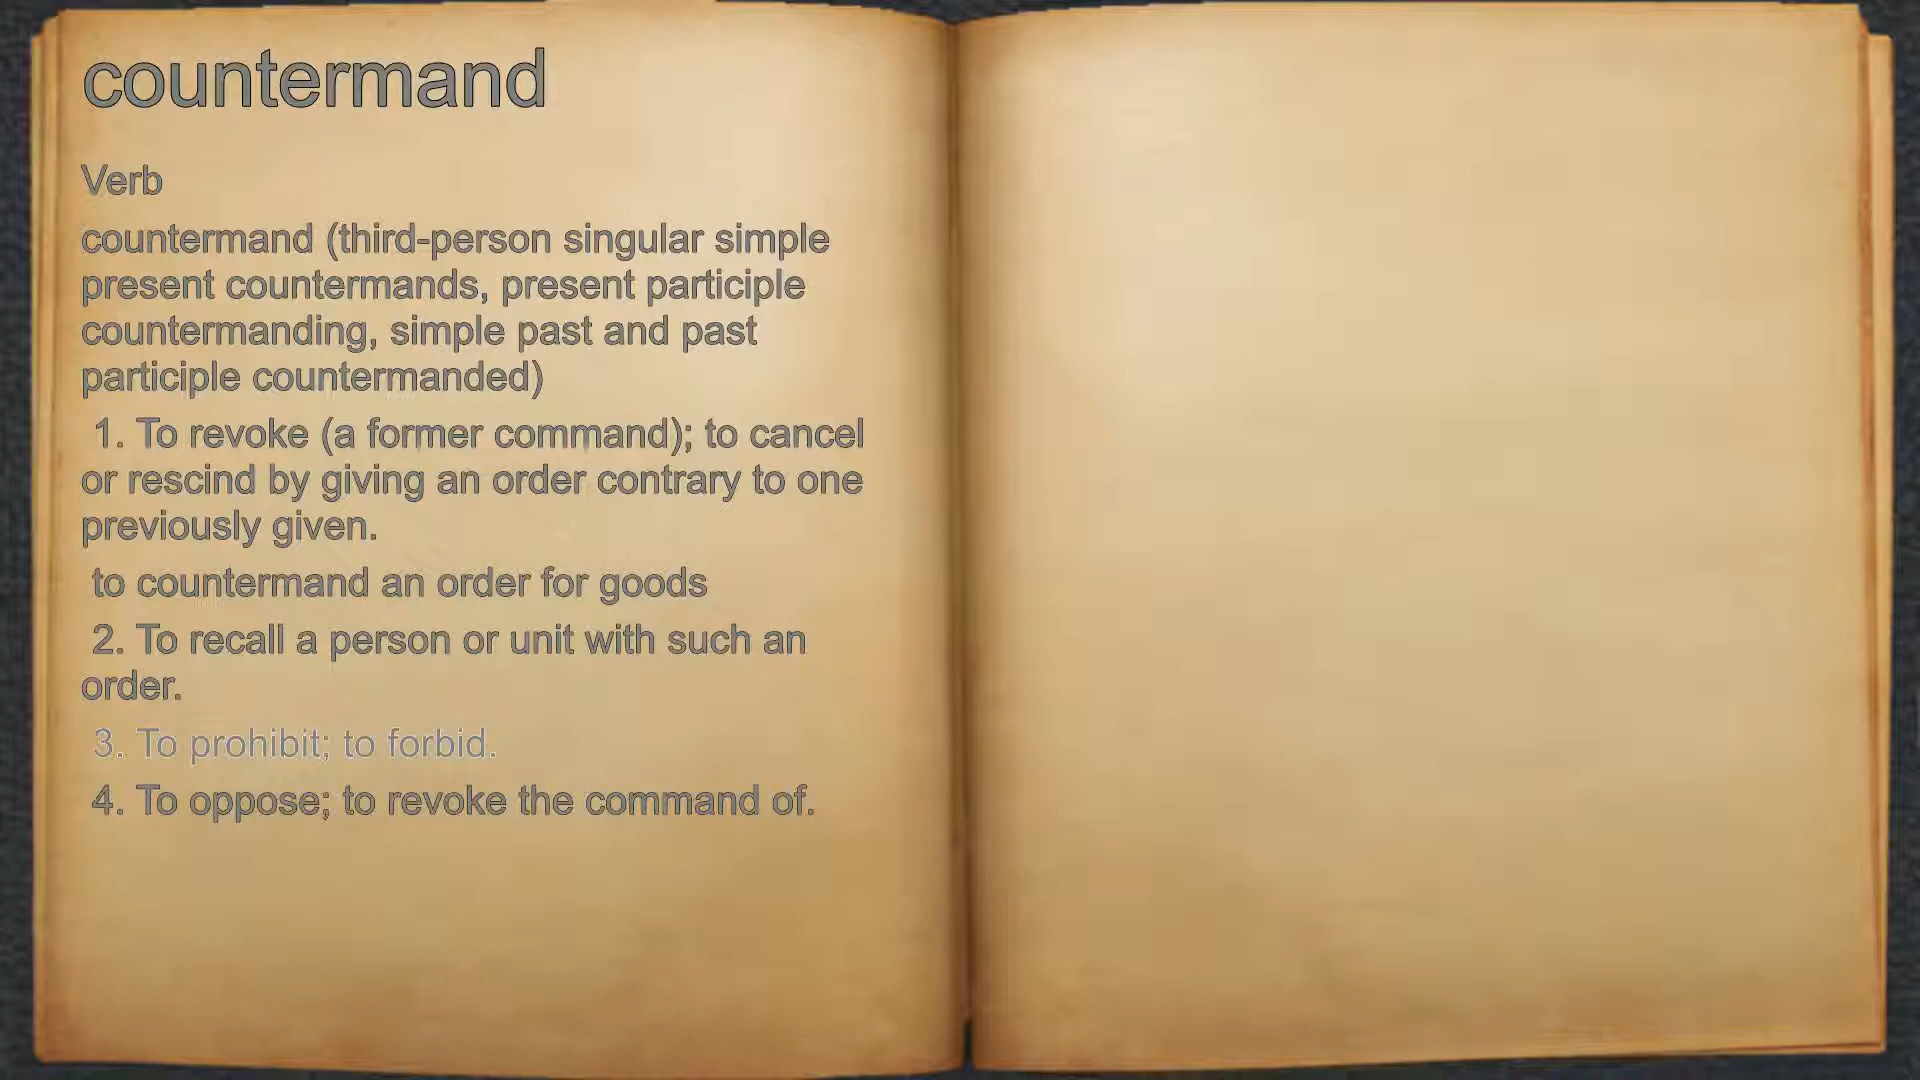 countermand
Verb
countermand (third-person singular simple
present countermands, present participle
countermanding, simple past and past
participle countermanded)
1. To revoke (a former command); to cancel
or rescind by giving an order contrary to one
previously given.
to countermand an order for goods
2. To recall a person or unit with such an
order.
3. To prohibit; to forbid.
4. To oppose; to revoke the command of.